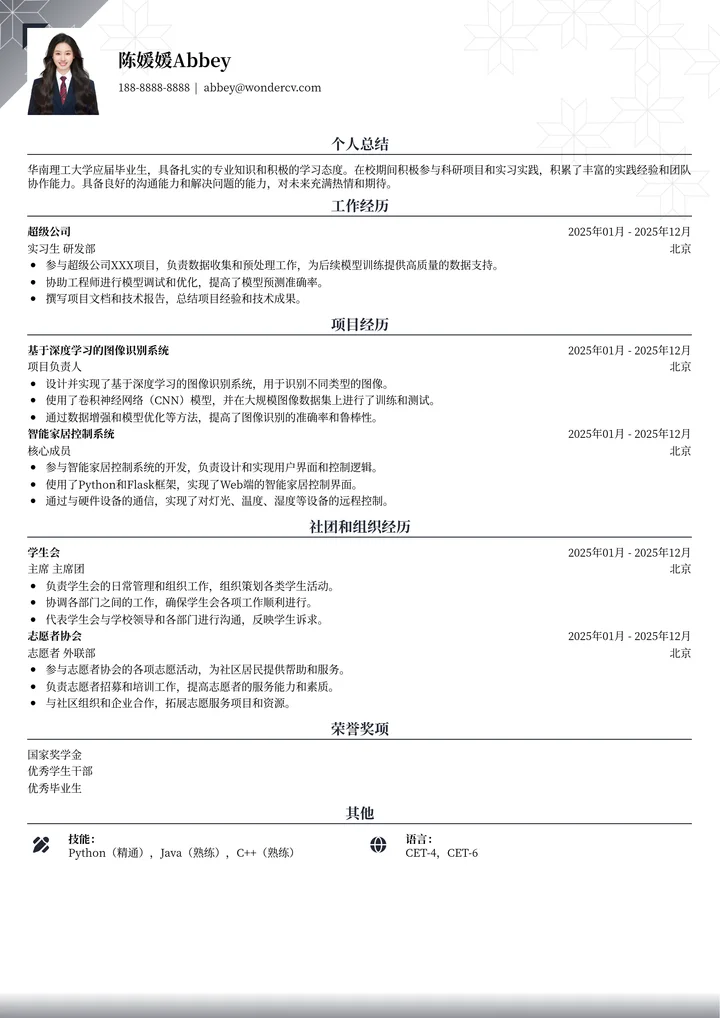 陈媛媛Abbey
188-8888-8888 | abbey@wondercv.com
个人总结
华南理工大学应届毕业生，具备扎实的专业知识和积极的学习态度。在校期间积极参与科研项目和实习实践，积累了丰富的实践经验和团队
协作能力。具备良好的沟通能力和解决问题的能力，对未来充满热情和期待。
工作经历
超级公司 2025年01月 - 2025年12月
实习生 研发部 北京
• 参与超级公司XXX项目，负责数据收集和预处理工作，为后续模型训练提供高质量的数据支持。
• 协助工程师进行模型调试和优化，提高了模型预测准确率。
• 撰写项目文档和技术报告，总结项目经验和技术成果。
项目经历
基于深度学习的图像识别系统 2025年01月 - 2025年12月
项目负责人 北京
• 设计并实现了基于深度学习的图像识别系统，用于识别不同类型的图像。
• 使用了卷积神经网络（CNN）模型，并在大规模图像数据集上进行了训练和测试。
• 通过数据增强和模型优化等方法，提高了图像识别的准确率和鲁棒性。
智能家居控制系统 2025年01月 - 2025年12月
核心成员 北京
• 参与智能家居控制系统的开发，负责设计和实现用户界面和控制逻辑。
• 使用了Python和Flask框架，实现了Web端的智能家居控制界面。
• 通过与硬件设备的通信，实现了对灯光、温度、湿度等设备的远程控制。
社团和组织经历
学生会 2025年01月 - 2025年12月
主席 主席团 北京
• 负责学生会的日常管理和组织工作，组织策划各类学生活动。
• 协调各部门之间的工作，确保学生会各项工作顺利进行。
• 代表学生会与学校领导和各部门进行沟通，反映学生诉求。
志愿者协会 2025年01月 - 2025年12月
志愿者 外联部 北京
• 参与志愿者协会的各项志愿活动，为社区居民提供帮助和服务。
• 负责志愿者招募和培训工作，提高志愿者的服务能力和素质。
• 与社区组织和企业合作，拓展志愿服务项目和资源。
荣誉奖项
国家奖学金
优秀学生干部
优秀毕业生
其他
技能： 语言：
Python（精通）, Java（熟练）, C++（熟练） CET-4, CET-6